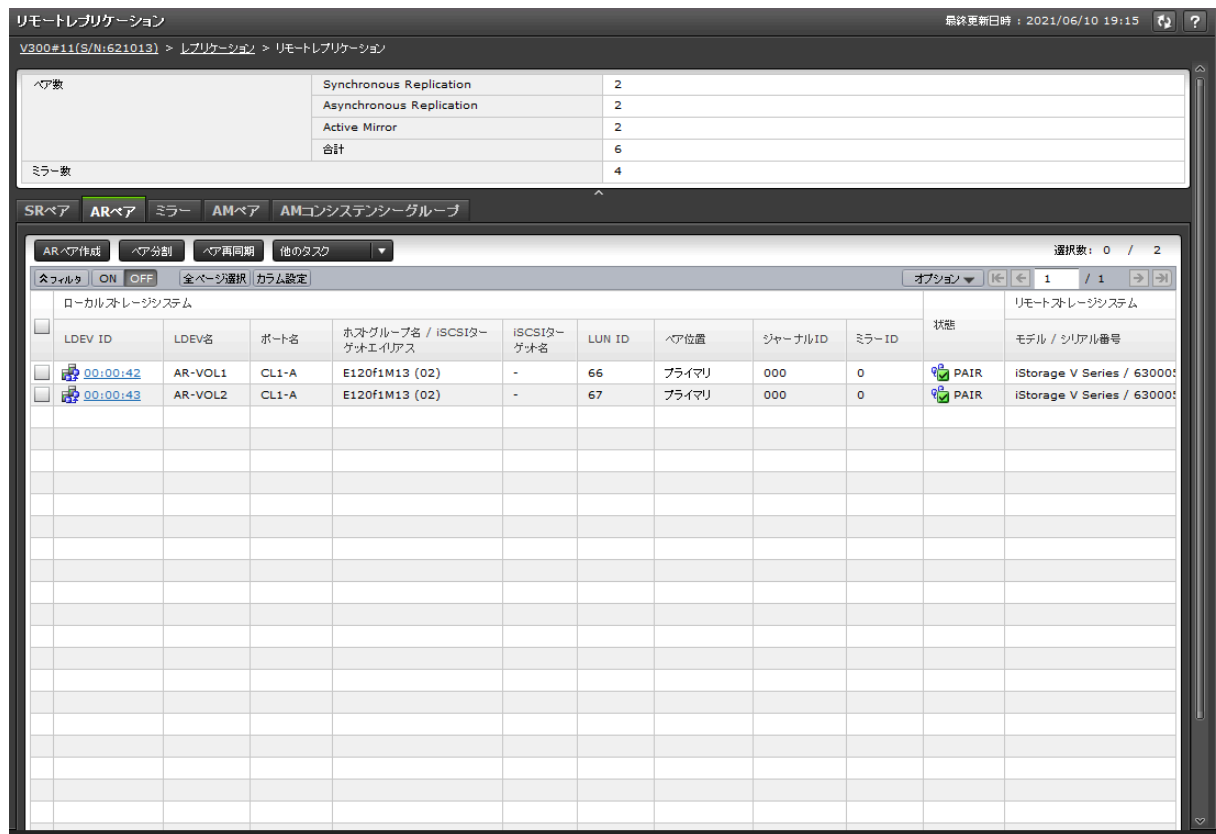 リモートレプリケーション 最終更新日時 : 2021/06/10 19:15 ?
V300#11(S/N:621013) > レプリケーション > リモートレプリケーション
ペア数 Synchronous Replication 2
Asynchronous Replication 2
Active Mirror 2
合計 6
ミラー数 4
SRペア ARペア ミラー AMペア AMコンシステンシーグループ
ARペア作成 ペア分割 ペア再同期 他のタスク 選択数: 0 / 2
フィルタ ON OFF 全ページ選択 カラム設定 オプション 1 / 1
ローカルストレージシステム 状態 リモートストレージシステム
LDEV ID LDEV名 ポート名 ホストグループ名 / iSCSIター iSCSIター LUN ID ペア位置 ジャーナルID ミラーID モデル / シリアル番号
ゲットエイリアス ゲット名
00:00:42 AR-VOL1 CL1-A E120f1M13 (02) - 66 プライマリ 000 0 PAIR iStorage V Series / 63000
00:00:43 AR-VOL2 CL1-A E120f1M13 (02) - 67 プライマリ 000 0 PAIR iStorage V Series / 63000